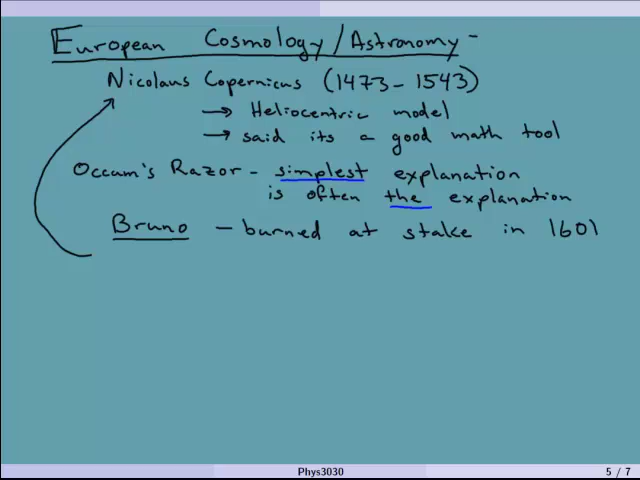 European Cosmology/Astronomy -
Nicolaus Copernicus (1473 - 1543)
→ Heliocentric model
→ said its a good math tool
Occam's Razor - simplest explanation
is often the explanation
Bruno - burned at stake in 1601
Phys3030
5 / 7